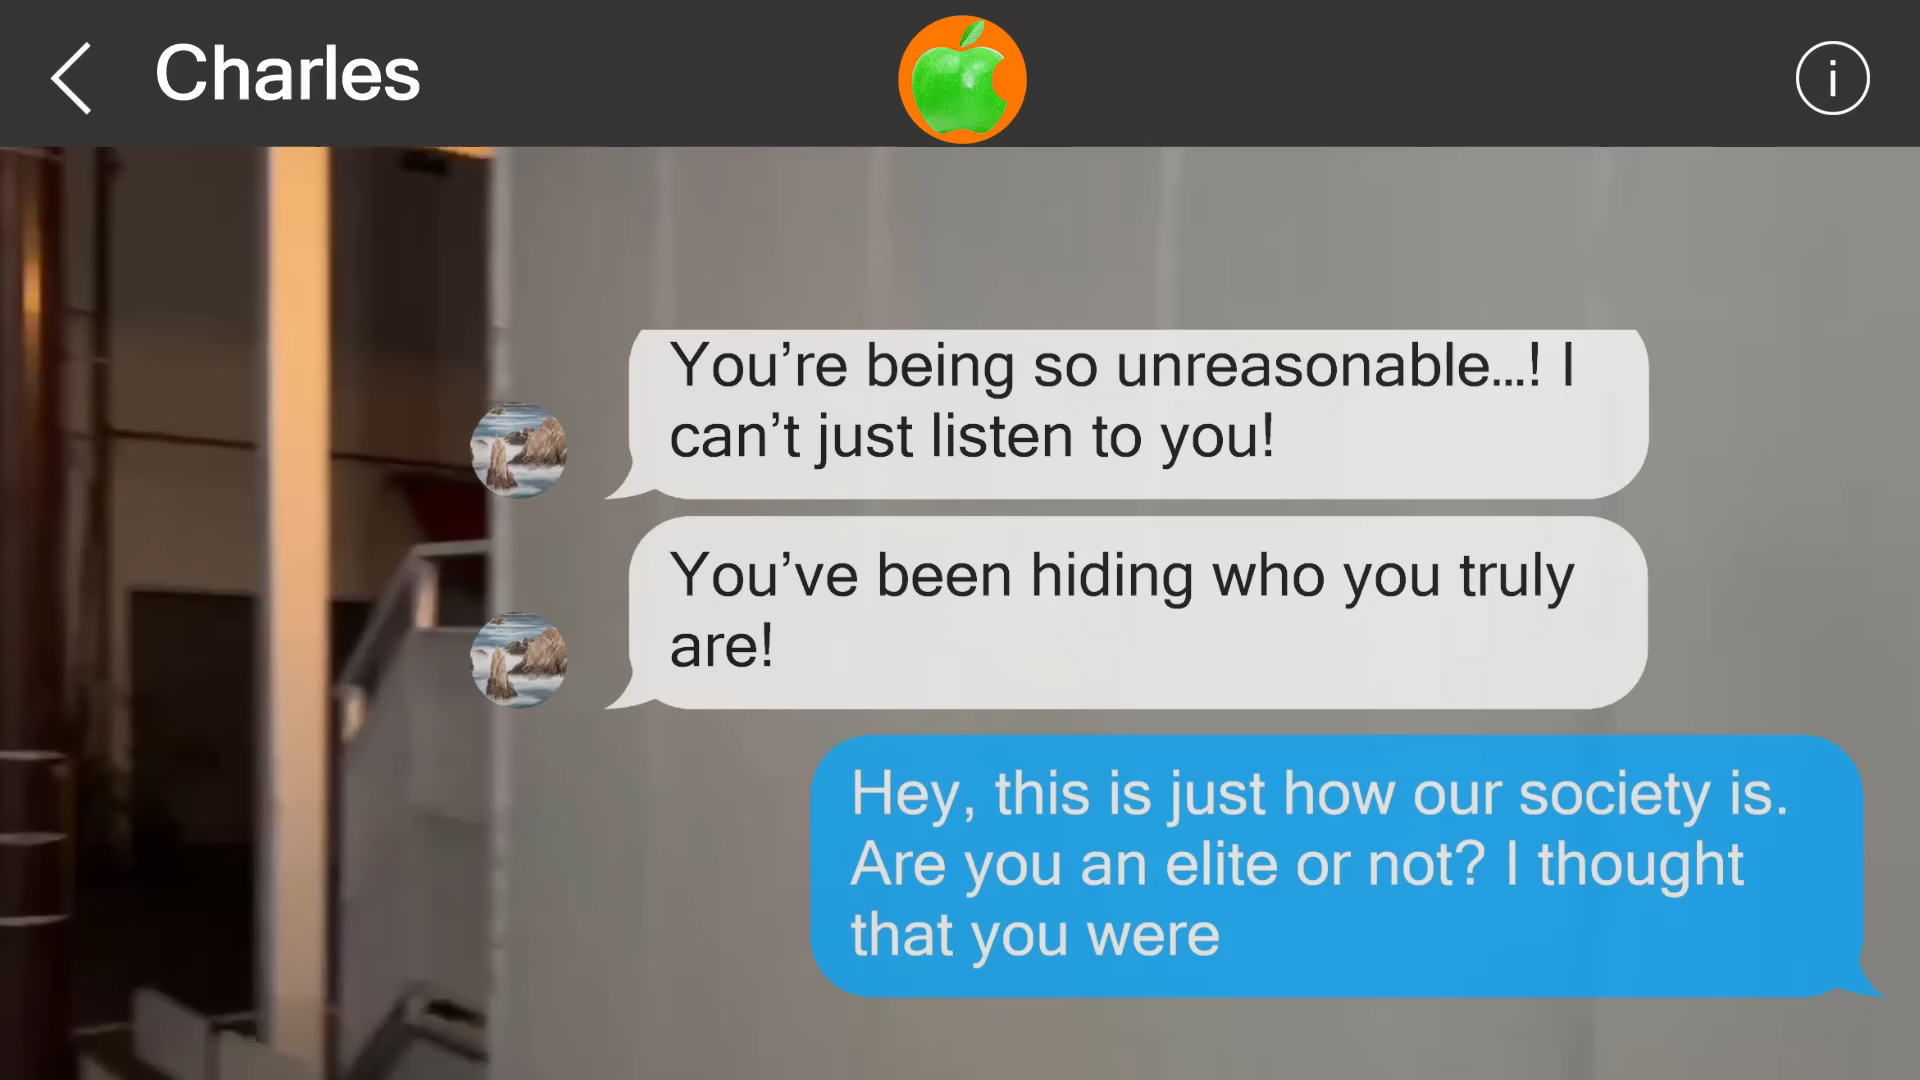 Charles
You’re being so unreasonable...! I
can’t just listen to you!
You’ve been hiding who you truly
are!
Hey, this is just how our society is.
Are you an elite or not? I thought
that you were